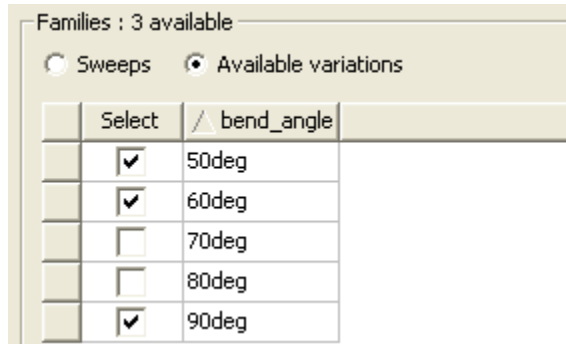 Families : 3 available
Sweeps Available variations
Select bend_angle
50deg
60deg
70deg
80deg
90deg